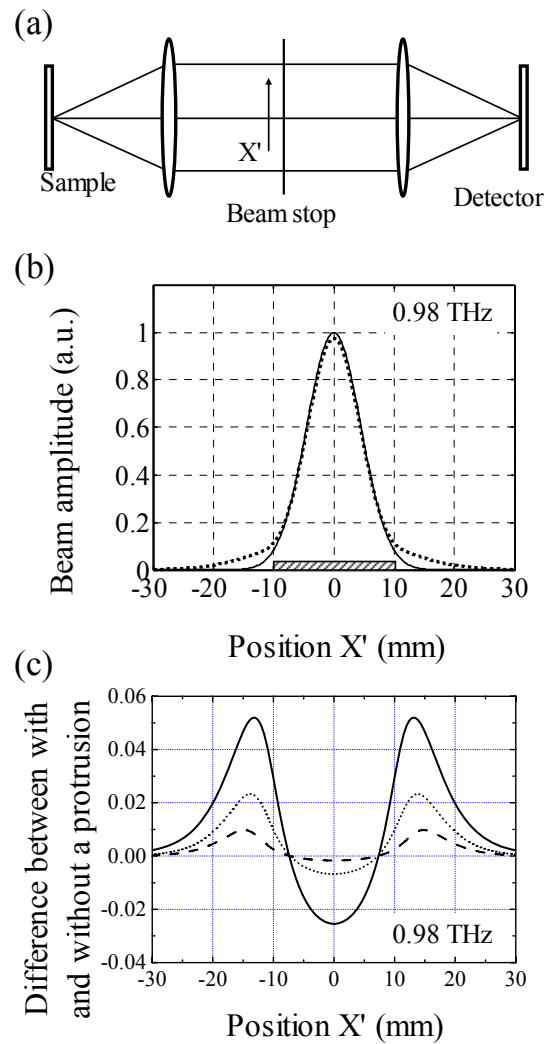 (a)
X'
Sample
Beam stop
Detector
(b)
0.98 THz
Beam amplitude (a.u.)
1
0.8
0.6
0.4
0.2
0
-30 -20 -10 0 10 20 30
Position X' (mm)
(c)
Difference between with
and without a protrusion
0.06
0.04
0.02
0.00
-0.02
-0.04
0.98 THz
-30 -20 -10 0 10 20 30
Position X' (mm)